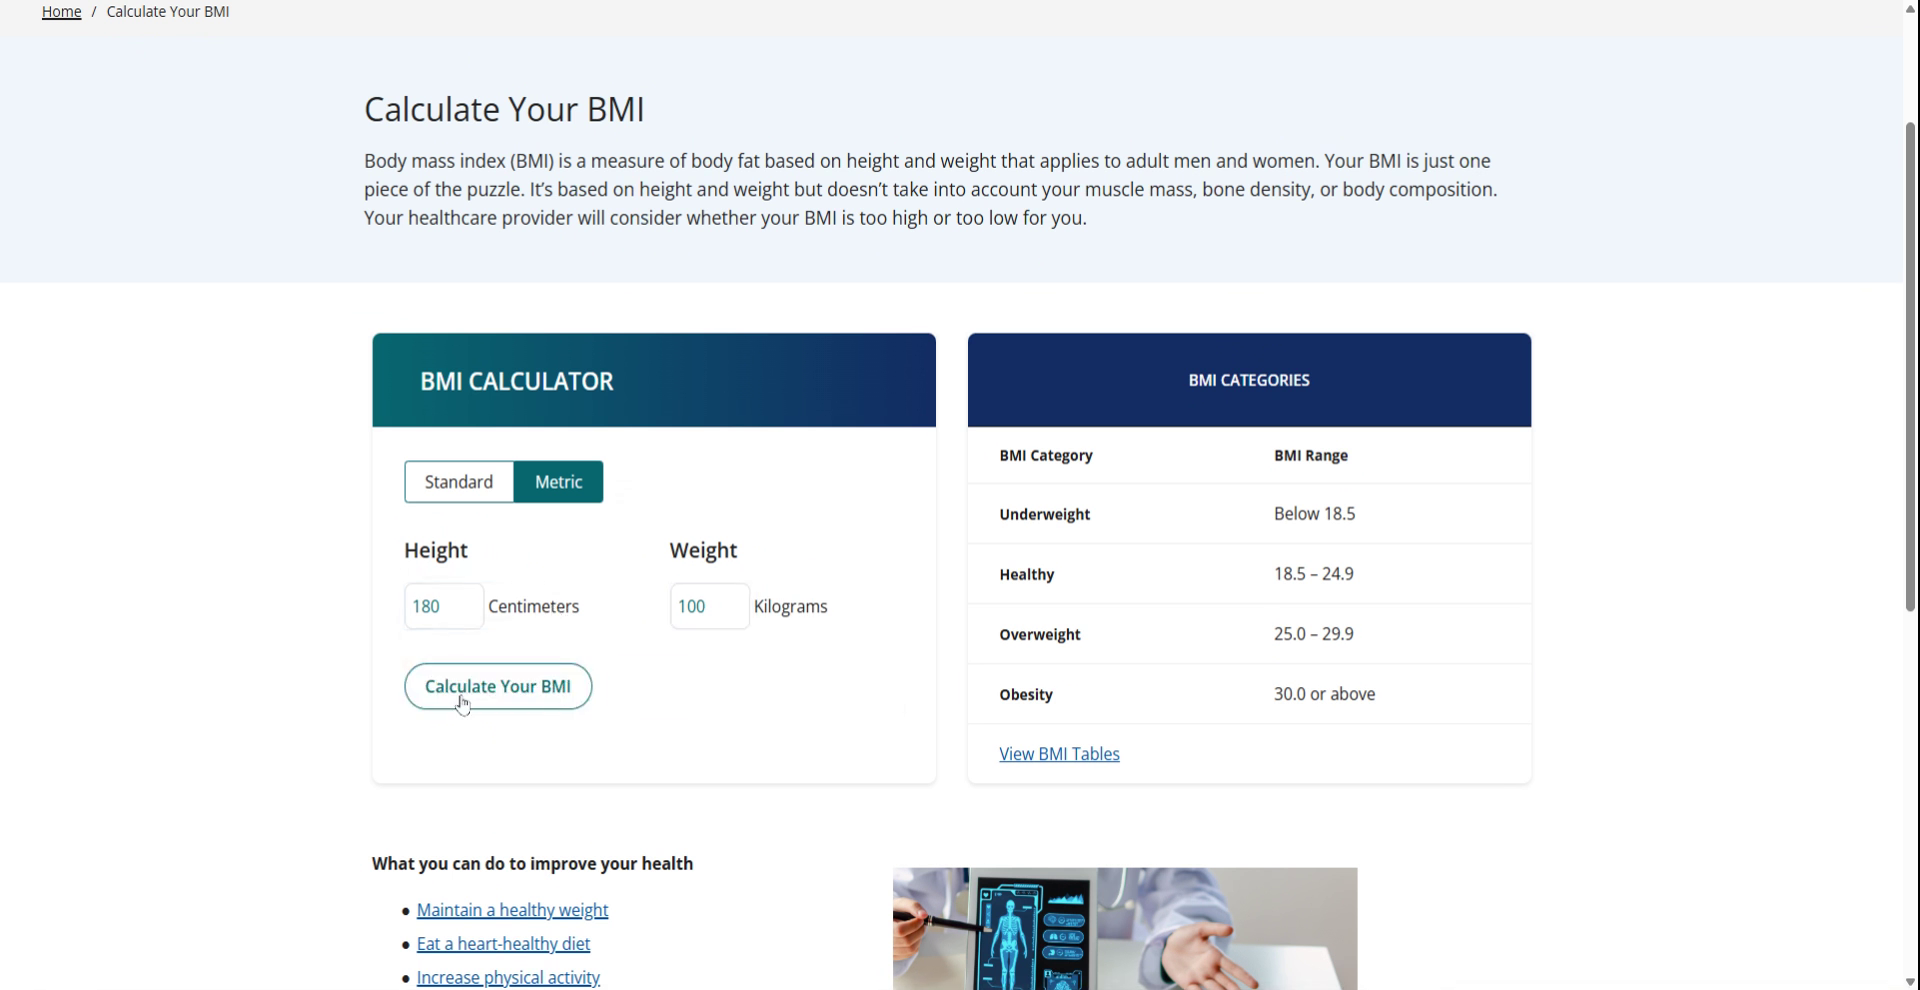 Home / Calculate Your BMI
Calculate Your BMI
Body mass index (BMI) is a measure of body fat based on height and weight that applies to adult men and women. Your BMI is just one
piece of the puzzle. It’s based on height and weight but doesn’t take into account your muscle mass, bone density, or body composition.
Your healthcare provider will consider whether your BMI is too high or too low for you.
BMI CALCULATOR
Standard Metric
Height Weight
180 Centimeters 100 Kilograms
Calculate Your BMI
BMI CATEGORIES
BMI Category BMI Range
Underweight Below 18.5
Healthy 18.5 – 24.9
Overweight 25.0 – 29.9
Obesity 30.0 or above
View BMI Tables
What you can do to improve your health
Maintain a healthy weight
Eat a heart-healthy diet
Increase physical activity